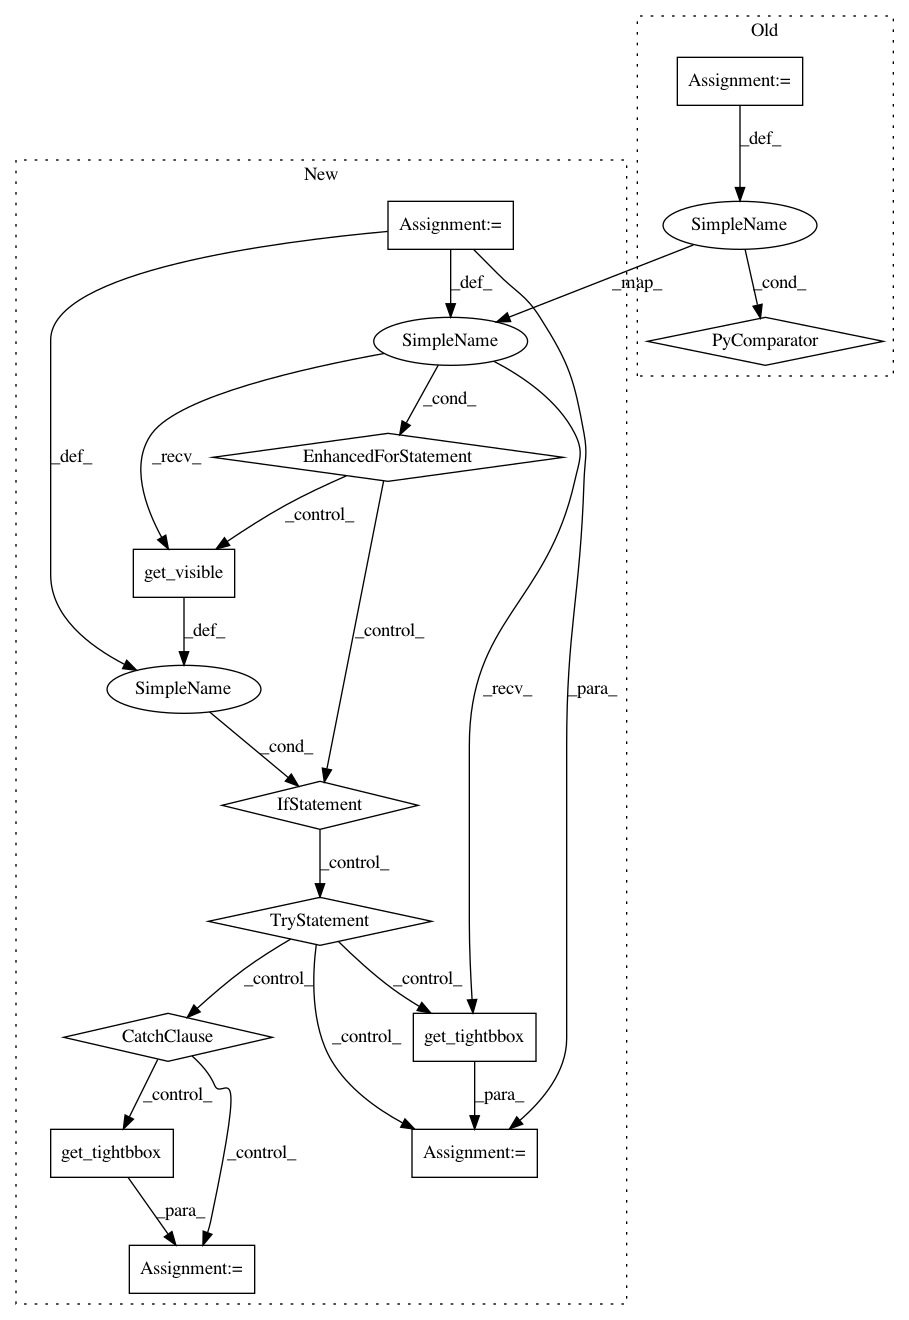 Old
Assignment:=
_def_
New
Assignment:=
SimpleName
_def_
_map_
_cond_
SimpleName
PyComparator
_cond_
_def_
_recv_
EnhancedForStatement
_control_
get_visible
_def_
_control_
SimpleName
_recv_
_para_
_cond_
IfStatement
_control_
TryStatement
_control_
_control_
CatchClause
_control_
get_tightbbox
_control_
_para_
get_tightbbox
_control_
Assignment:=
_para_
Assignment:=